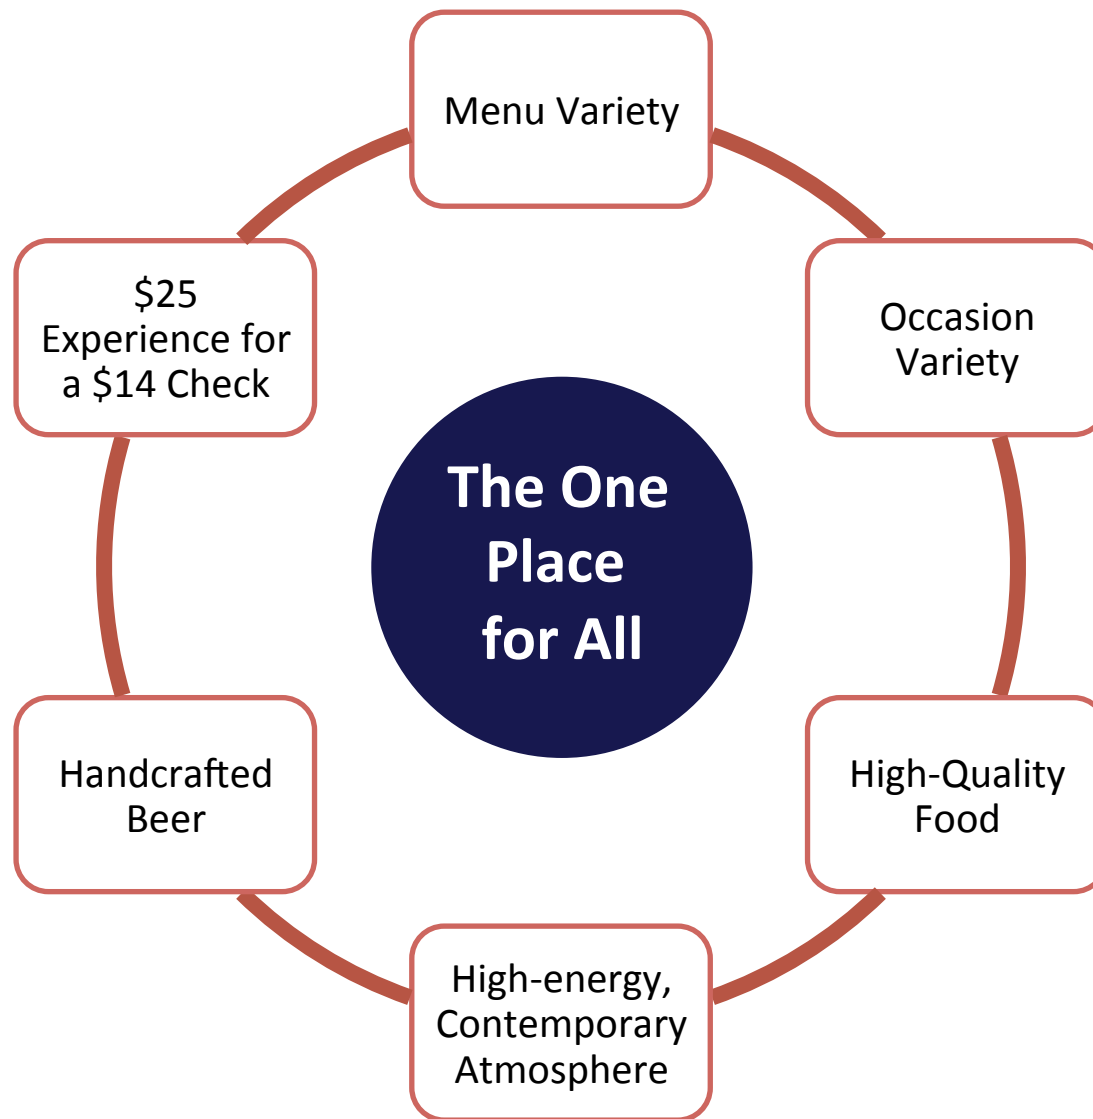 Menu Variety
$25
Experience for
a $14 Check
Occasion
Variety
The One
Place
for All
Handcrafted
Beer
High-Quality
Food
High-energy,
Contemporary
Atmosphere